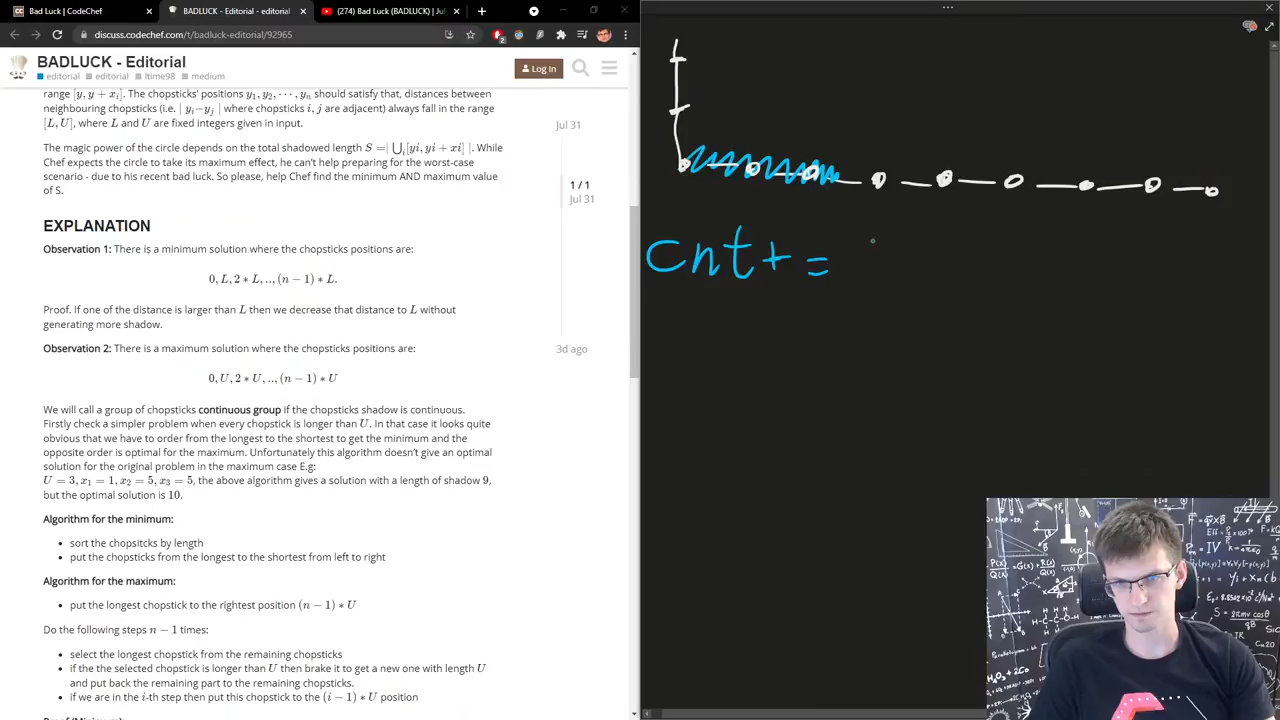 Bad Luck | CodeChef
BADLUCK - Editorial - editorial
(274) Bad Luck (BADLUCK) | Ju
discuss.codechef.com/t/badluck-editorial/92965
BADLUCK - Editorial
editorial editorial ltime98 medium
Log In
range [y, y + x_i]. The chopsticks' positions y_1, y_2, ⋯, y_n should satisfy that, distances between
neighbouring chopsticks (i.e. | y_i − y_j | where chopsticks i, j are adjacent) always fall in the range
[L, U], where L and U are fixed integers given in input.
The magic power of the circle depends on the total shadowed length S =| ⋃_i[yi, yi + xi] |. While
Chef expects the circle to take its maximum effect, he can't help preparing for the worst-case
scenario - due to his recent bad luck. So please, help Chef find the minimum AND maximum value
of S.
EXPLANATION
Observation 1: There is a minimum solution where the chopsticks positions are:
0, L, 2 * L, .., (n − 1) * L.
Proof. If one of the distance is larger than L then we decrease that distance to L without
generating more shadow.
Observation 2: There is a maximum solution where the chopsticks positions are:
0, U, 2 * U, .., (n − 1) * U
We will call a group of chopsticks continuous group if the chopsticks shadow is continuous.
Firstly check a simpler problem when every chopstick is longer than U. In that case it looks quite
obvious that we have to order from the longest to the shortest to get the minimum and the
opposite order is optimal for the maximum. Unfortunately this algorithm doesn't give an optimal
solution for the original problem in the maximum case E.g:
U = 3, x_1 = 1, x_2 = 5, x_3 = 5, the above algorithm gives a solution with a length of shadow 9,
but the optimal solution is 10.
Algorithm for the minimum:
• sort the chopsitcks by length
• put the chopsticks from the longest to the shortest from left to right
Algorithm for the maximum:
• put the longest chopstick to the rightest position (n − 1) * U
Do the following steps n − 1 times:
• select the longest chopstick from the remaining chopsticks
• if the the selected chopstick is longer than U then brake it to get a new one with length U
and put back the remaining part to the remaining chopsticks.
• if we are in the i-th step then put this chopstick to the (i − 1) * U position
Jul 31
1 / 1
Jul 31
3d ago
Cnt + =